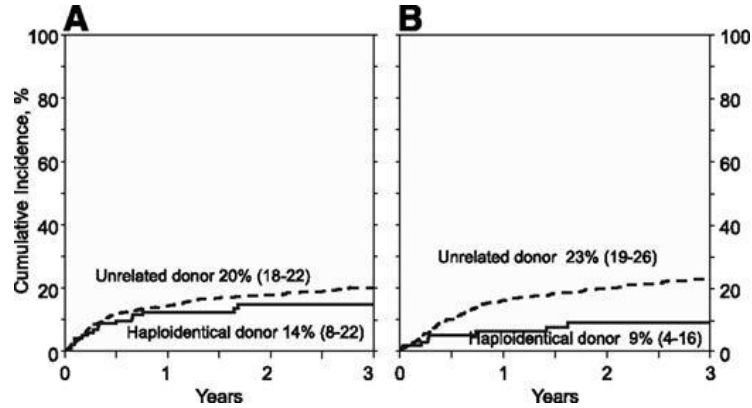 A
B
Cumulative Incidence, %
100
80
60
40
20
0
Unrelated donor 20% (18-22)
Haploidentical donor 14% (8-22)
0
1
2
3
Years
Unrelated donor 23% (19-26)
Haploidentical donor 9% (4-16)
100
80
60
40
20
0
0
1
2
3
Years